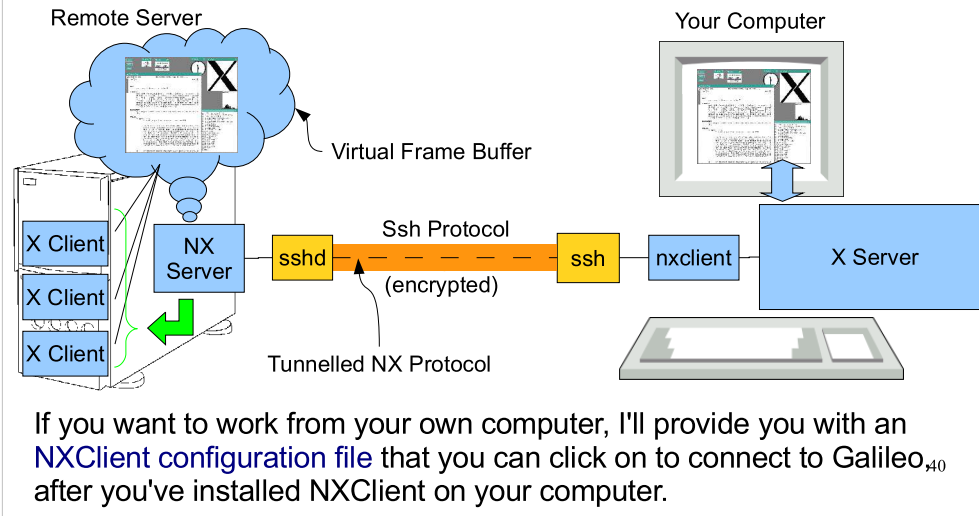 Remote Server
Your Computer
Virtual Frame Buffer
X Client
X Client
X Client
NX
Server
sshd
Ssh Protocol
(encrypted)
ssh
nxclient
X Server
Tunnelled NX Protocol
If you want to work from your own computer, I'll provide you with an
NXClient configuration file that you can click on to connect to Galileo,
40
after you've installed NXClient on your computer.